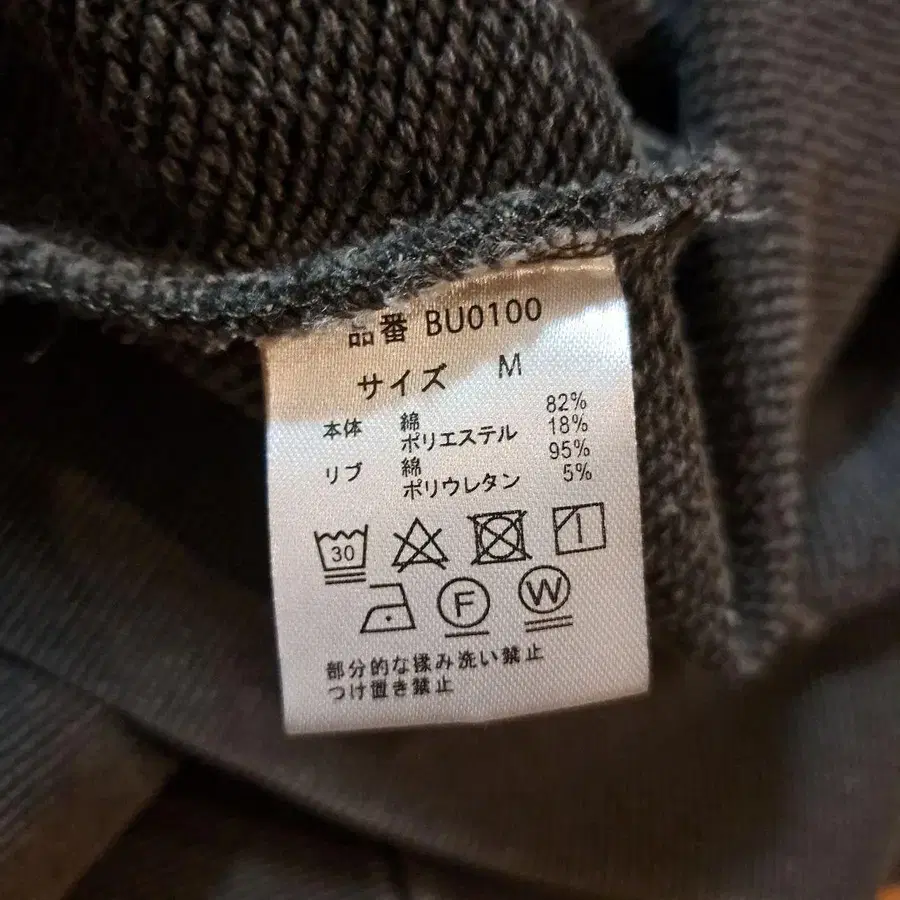 品番 BU0100
サイズ M
本体 綿 82%
ポリエステル 18%
リブ 綿 95%
ポリウレタン 5%
30
F W
部分的な揉み洗い禁止
つけ置き禁止